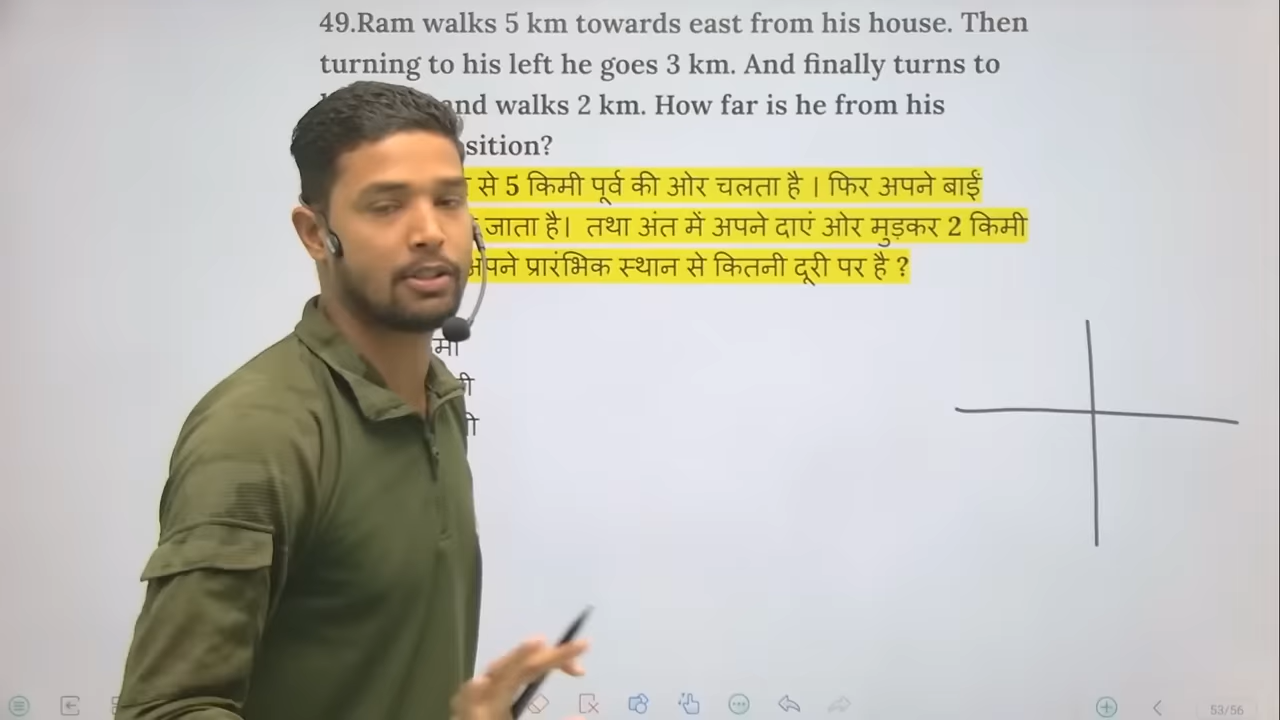 49.Ram walks 5 km towards east from his house. Then
turning to his left he goes 3 km. And finally turns to
and walks 2 km. How far is he from his
से 5 किमी पूर्व की ओर चलता है । फिर अपने बाईं
जाता है। तथा अंत में अपने दाएं ओर मुड़कर 2 किमी
अपने प्रारंभिक स्थान से कितनी दूरी पर है ?
53/56